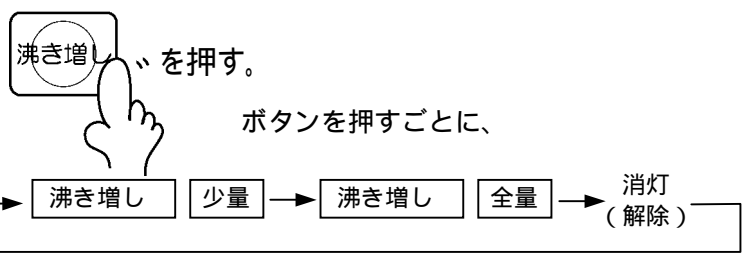 沸き増し を押す。
ボタンを押すごとに、
沸き増し 少量 沸き増し 全量 消灯
(解除)